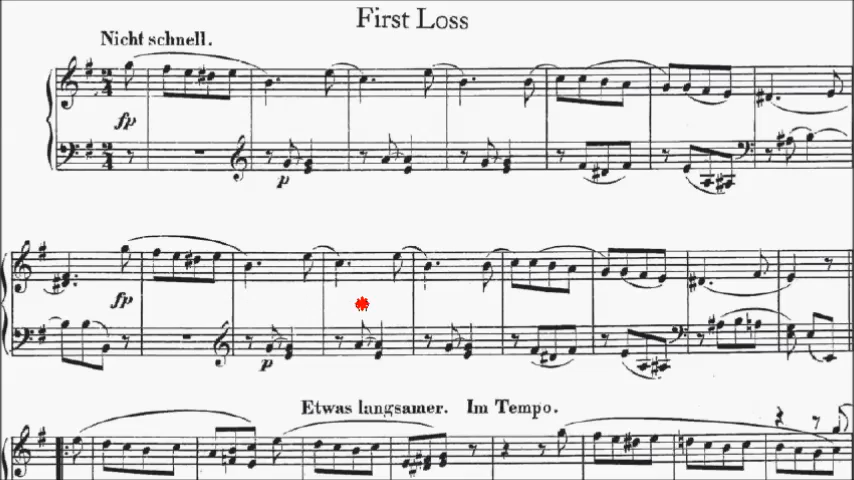 First Loss
Nicht schnell.
fp
p
fp
p
Etwas langsamer. Im Tempo.